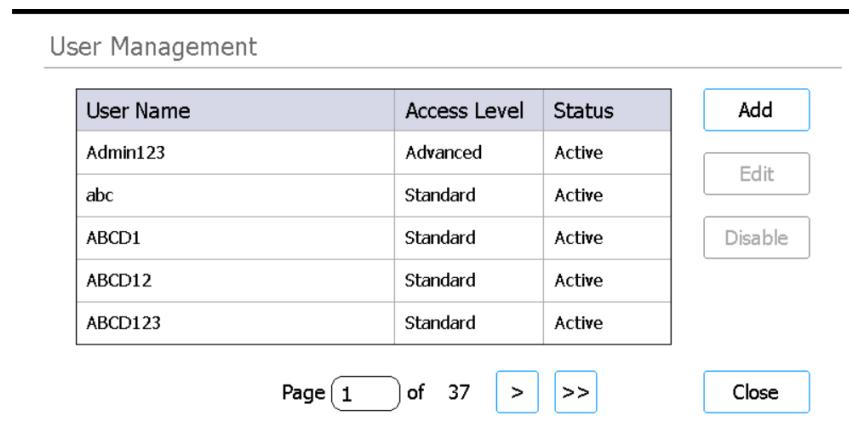 User Management
User Name Access Level Status Add
Admin123 Advanced Active
Edit
abc Standard Active
ABCD1 Standard Active Disable
ABCD12 Standard Active
ABCD123 Standard Active
Page 1 of 37 > >> Close